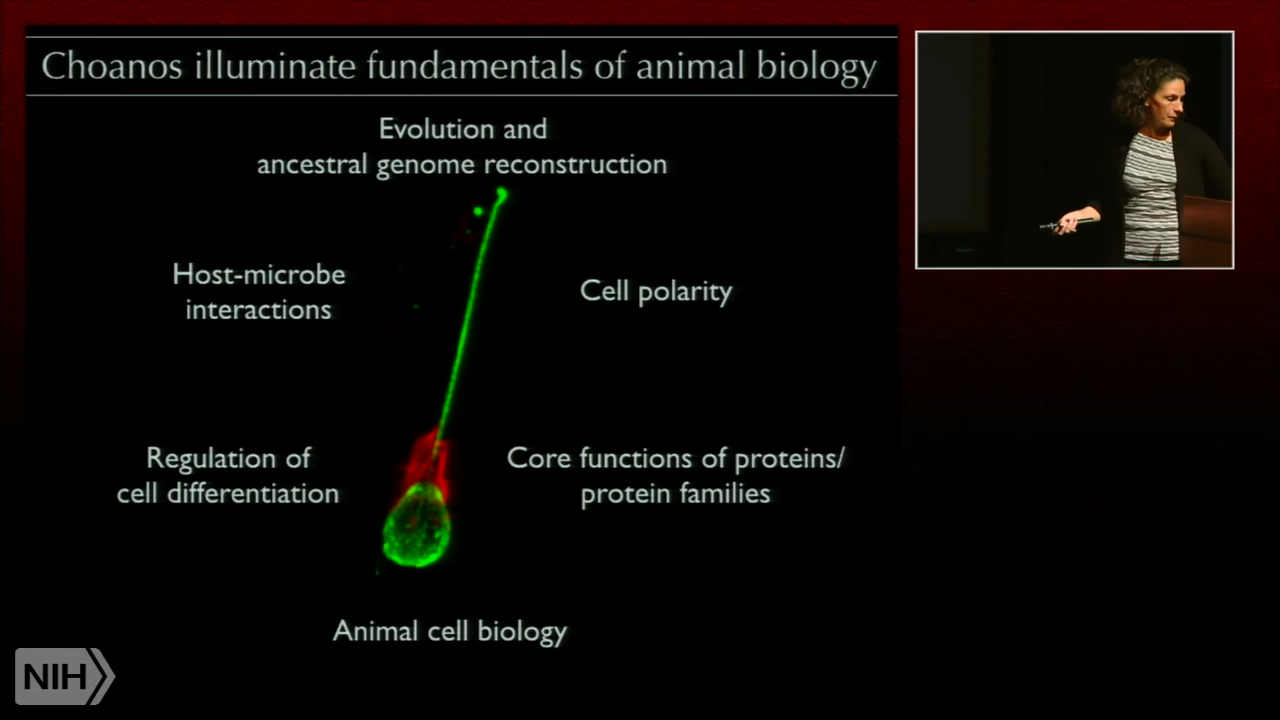 Choanos illuminate fundamentals of animal biology
Evolution and
ancestral genome reconstruction
Host-microbe
interactions
Cell polarity
Regulation of
cell differentiation
Core functions of proteins/
protein families
Animal cell biology
NIH